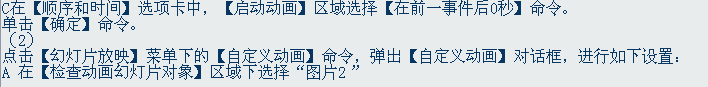 C在【顺序和时间】选项卡中，【启动动画】区域选择【在前一事件后0秒】命令。
单击【确定】命令。
（2）
点击【幻灯片放映】菜单下的【自定义动画】命令，弹出【自定义动画】对话框，进行如下设置：
A 在【检查动画幻灯片对象】区域下选择“图片2 ”